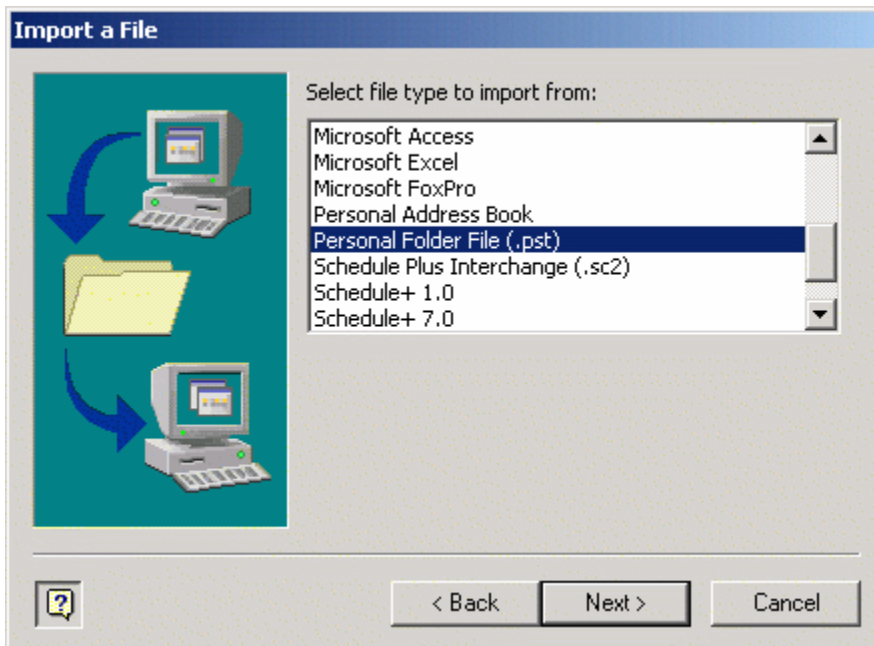 Import a File
Select file type to import from:
Microsoft Access
Microsoft Excel
Microsoft FoxPro
Personal Address Book
Personal Folder File (.pst)
Schedule Plus Interchange (.sc2)
Schedule+ 1.0
Schedule+ 7.0
?
< Back
Next >
Cancel